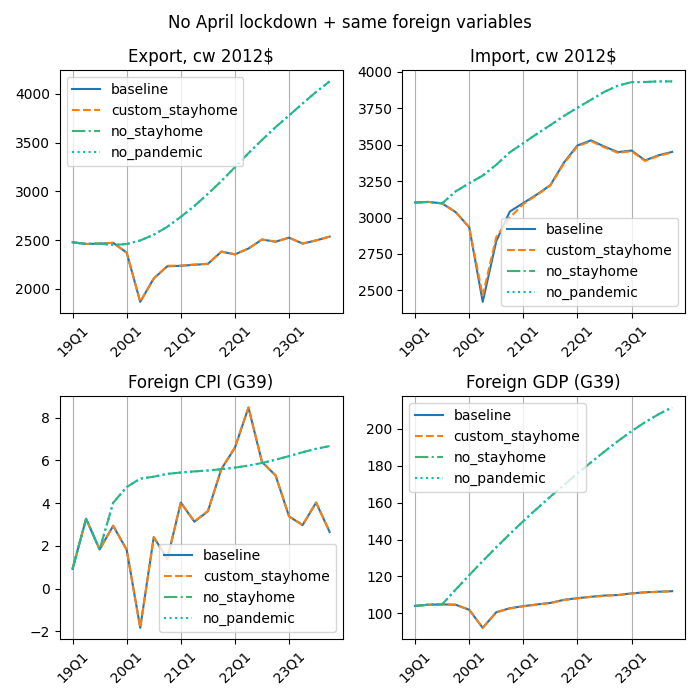 No April lockdown + same foreign variables
Export, cw 2012$
4000
3500
3000
2500
2000
19Q1
20Q1
21Q1
22Q1
23Q1
baseline
custom_stayhome
no_stayhome
no_pandemic
Import, cw 2012$
4000
3750
3500
3250
3000
2750
2500
19Q1
20Q1
21Q1
22Q1
23Q1
baseline
custom_stayhome
no_stayhome
no_pandemic
Foreign CPI (G39)
8
6
4
2
0
−2
19Q1
20Q1
21Q1
22Q1
23Q1
baseline
custom_stayhome
no_stayhome
no_pandemic
Foreign GDP (G39)
200
180
160
140
120
100
19Q1
20Q1
21Q1
22Q1
23Q1
baseline
custom_stayhome
no_stayhome
no_pandemic